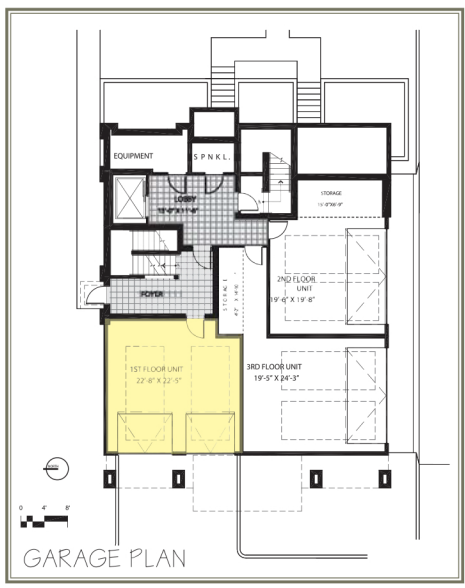 EQUIPMENT
SPNKL.
STORAGE
LOBBY
2ND FLOOR
UNIT
19'-6" X 19'-8"
STORAGE
FOYER
1ST FLOOR UNIT
22'-8" X 22'-5"
3RD FLOOR UNIT
19'-5" X 24'-3"
0 4' 8'
GARAGE PLAN